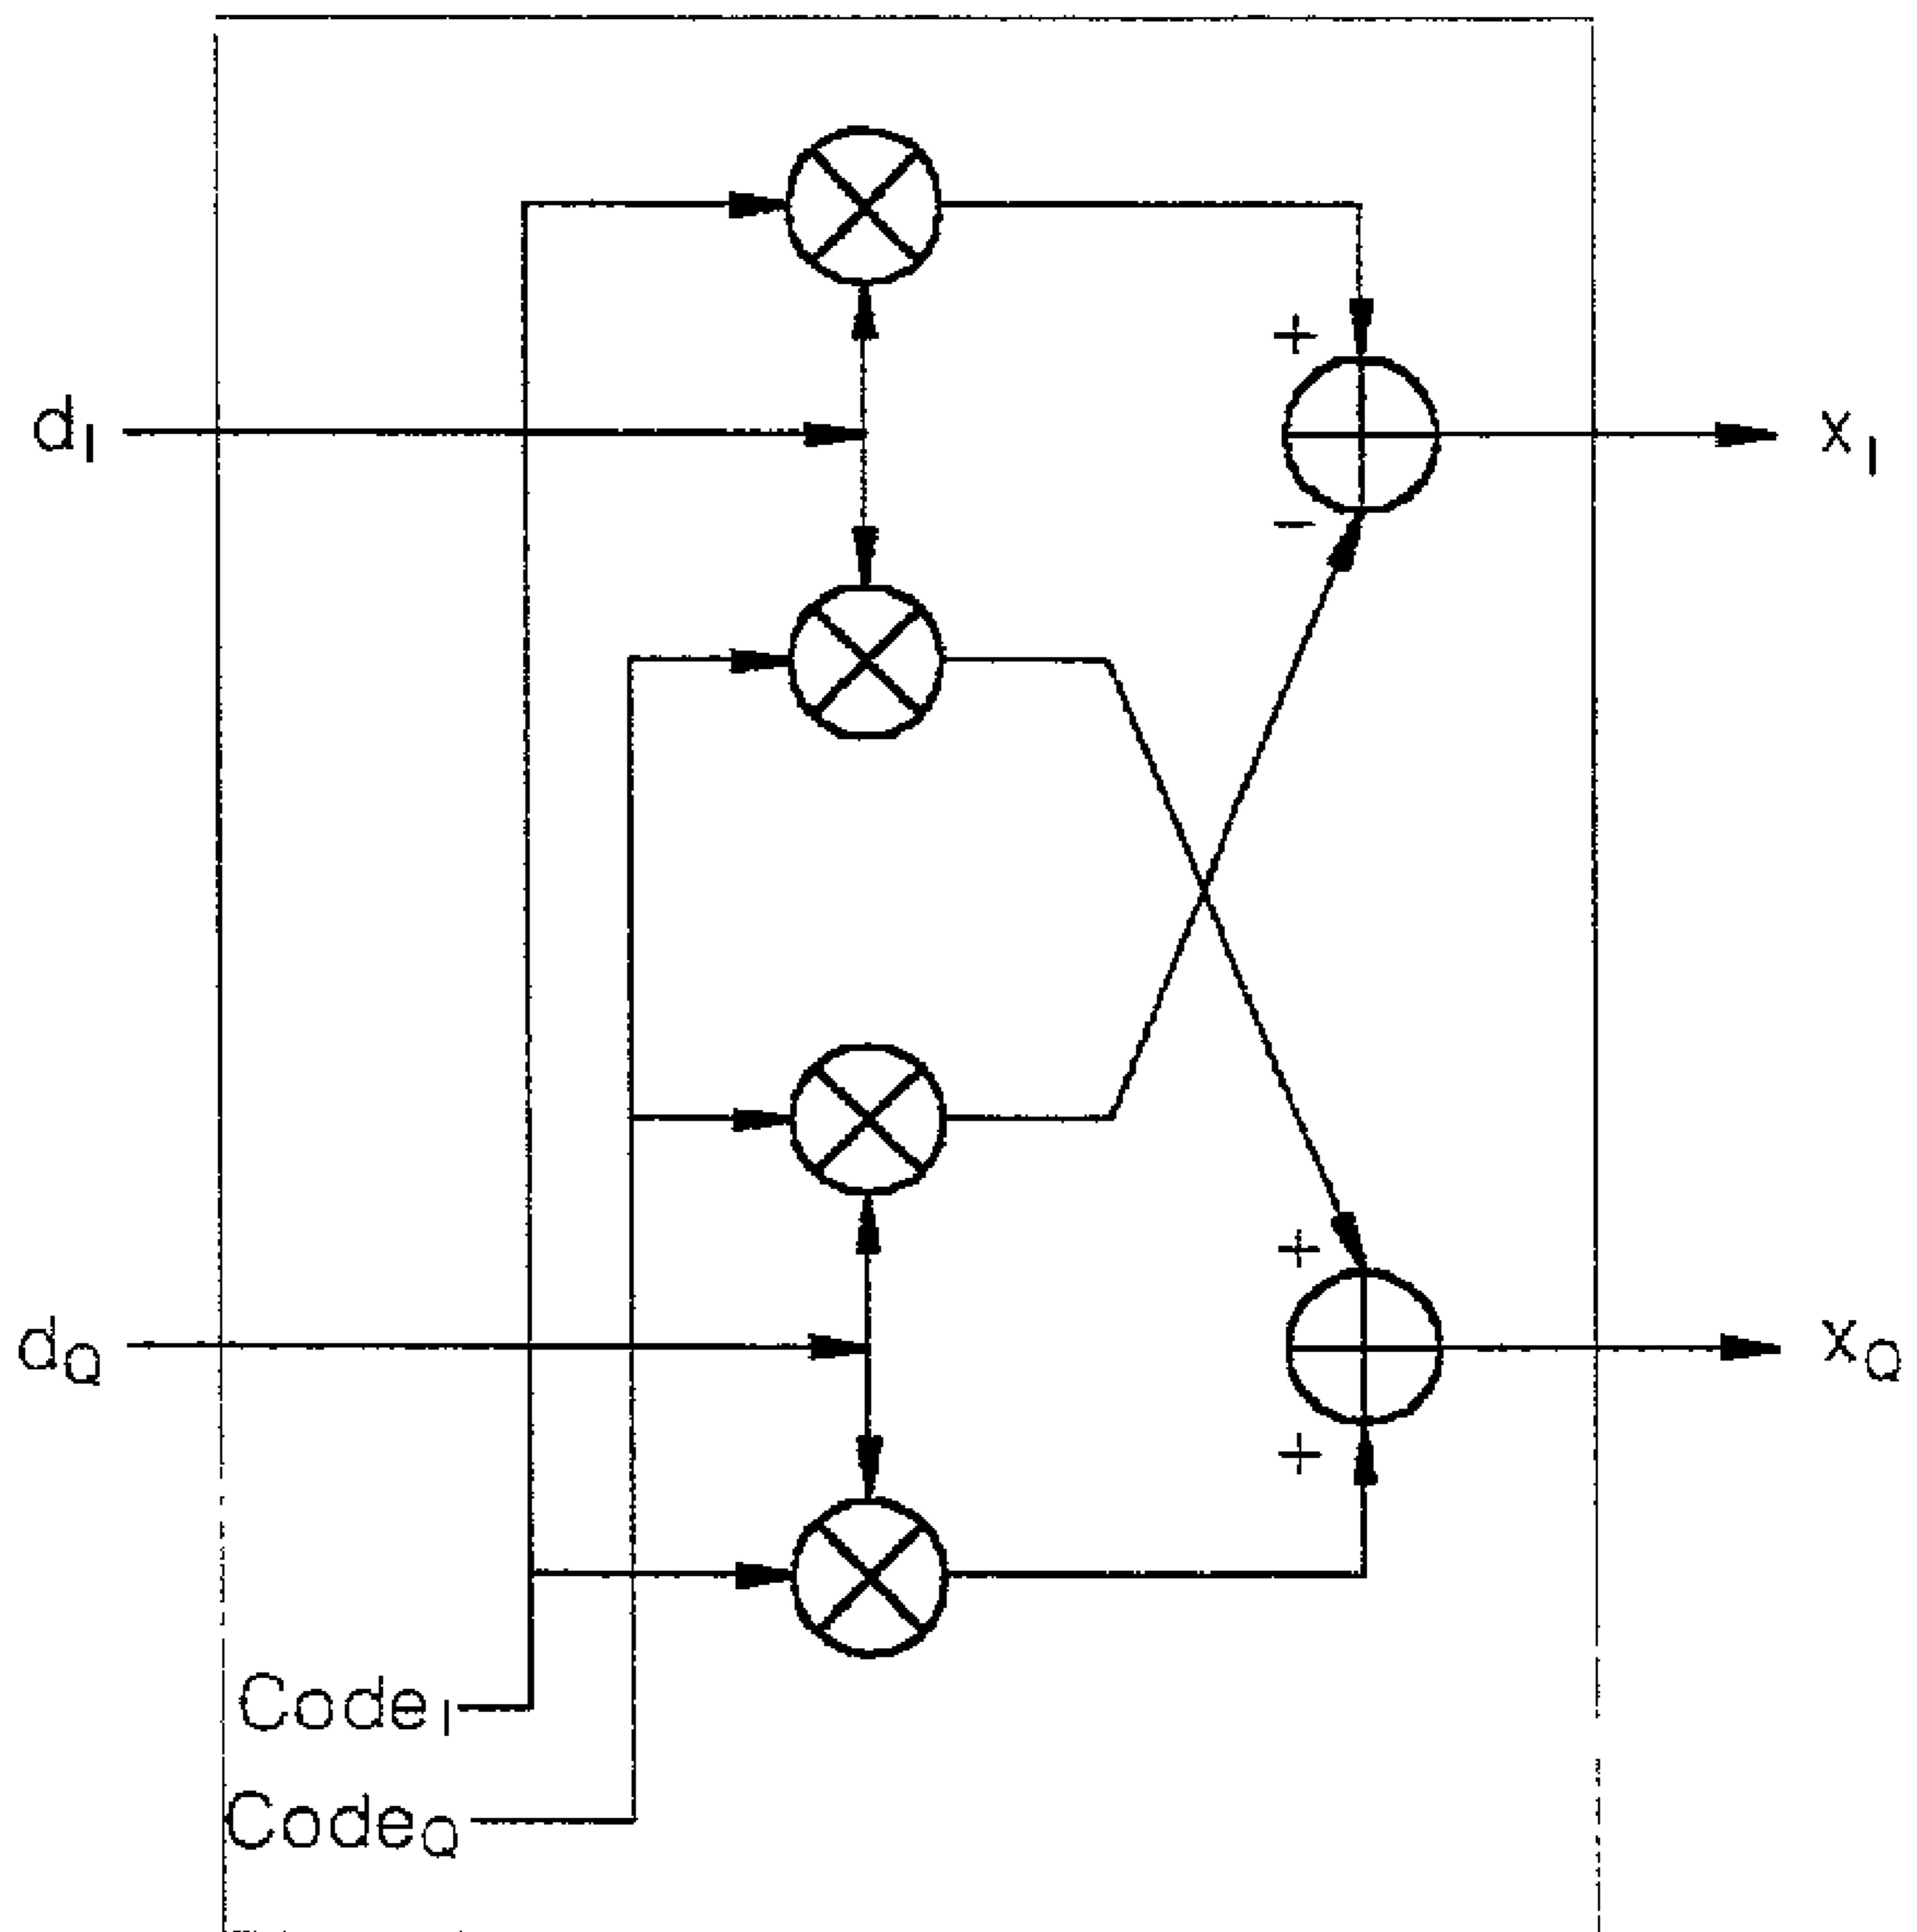 +
d_I
x_I
−
+
d_Q
x_Q
+
Code_I
Code_Q